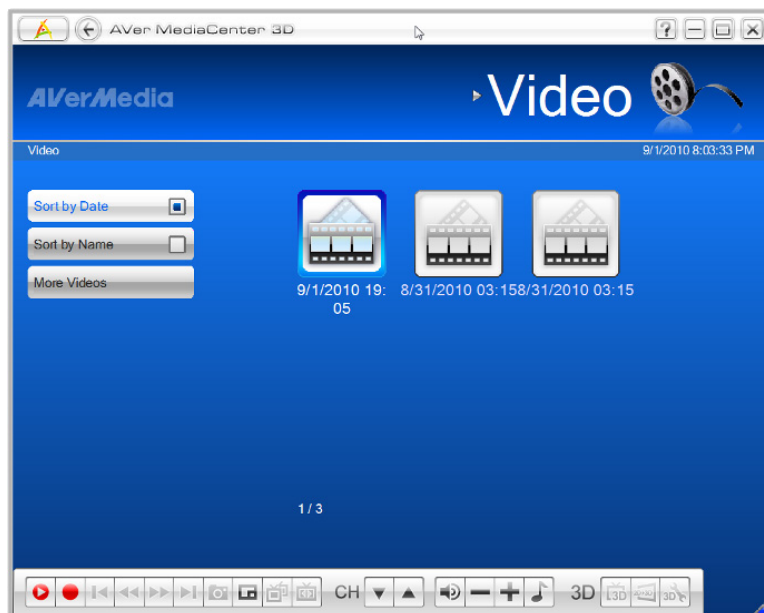 AVer MediaCenter 3D
AVerMedia
Video
Video
9/1/2010 8:03:33 PM
Sort by Date
Sort by Name
More Videos
9/1/2010 19:
05
8/31/2010 03:15
8/31/2010 03:15
1 / 3
CH
3D